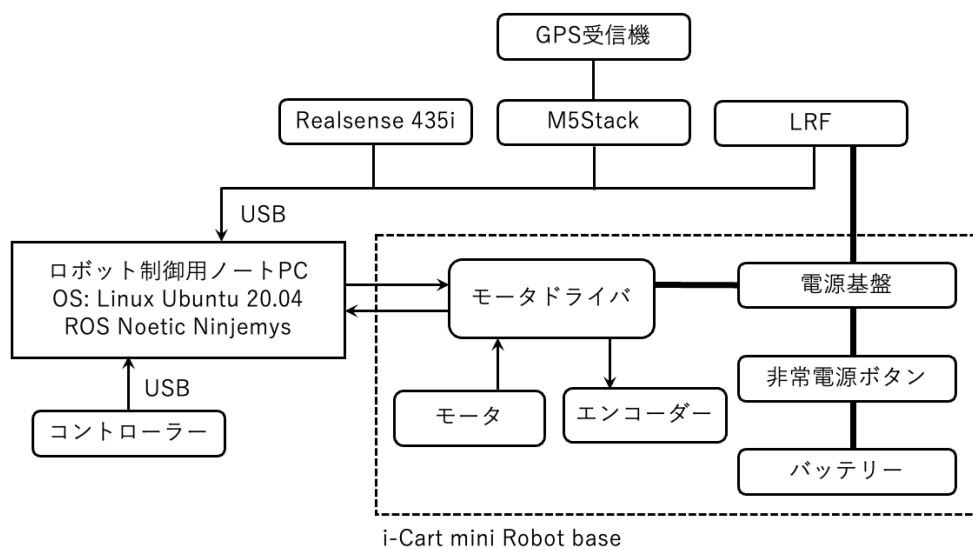 GPS受信機
Realsense 435i
M5Stack
LRF
USB
ロボット制御用ノートPC
OS: Linux Ubuntu 20.04
ROS Noetic Ninjemys
モータドライバ
電源基盤
USB
コントローラー
モータ
エンコーダー
非常電源ボタン
バッテリー
i-Cart mini Robot base